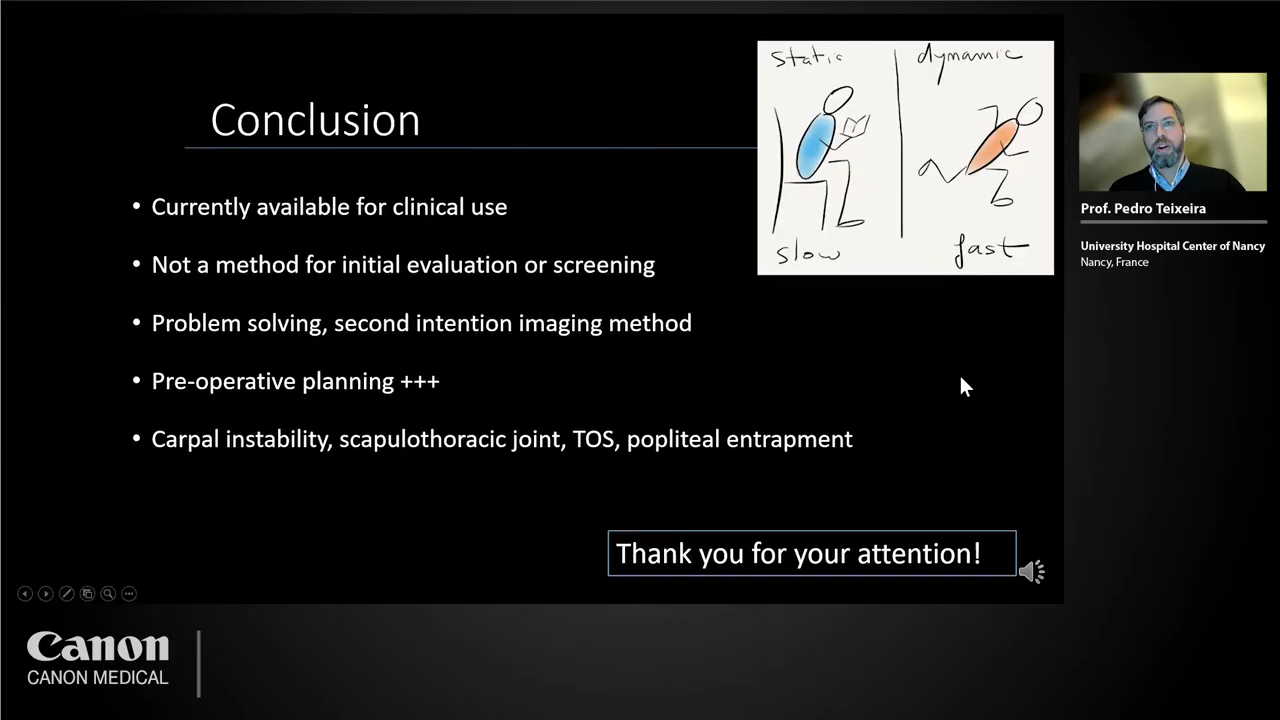 Conclusion
• Currently available for clinical use
• Not a method for initial evaluation or screening
• Problem solving, second intention imaging method
• Pre-operative planning +++
• Carpal instability, scapulothoracic joint, TOS, popliteal entrapment
static
dynamic
slow
fast
Thank you for your attention!
Prof. Pedro Teixeira
University Hospital Center of Nancy
Nancy, France
Canon
CANON MEDICAL